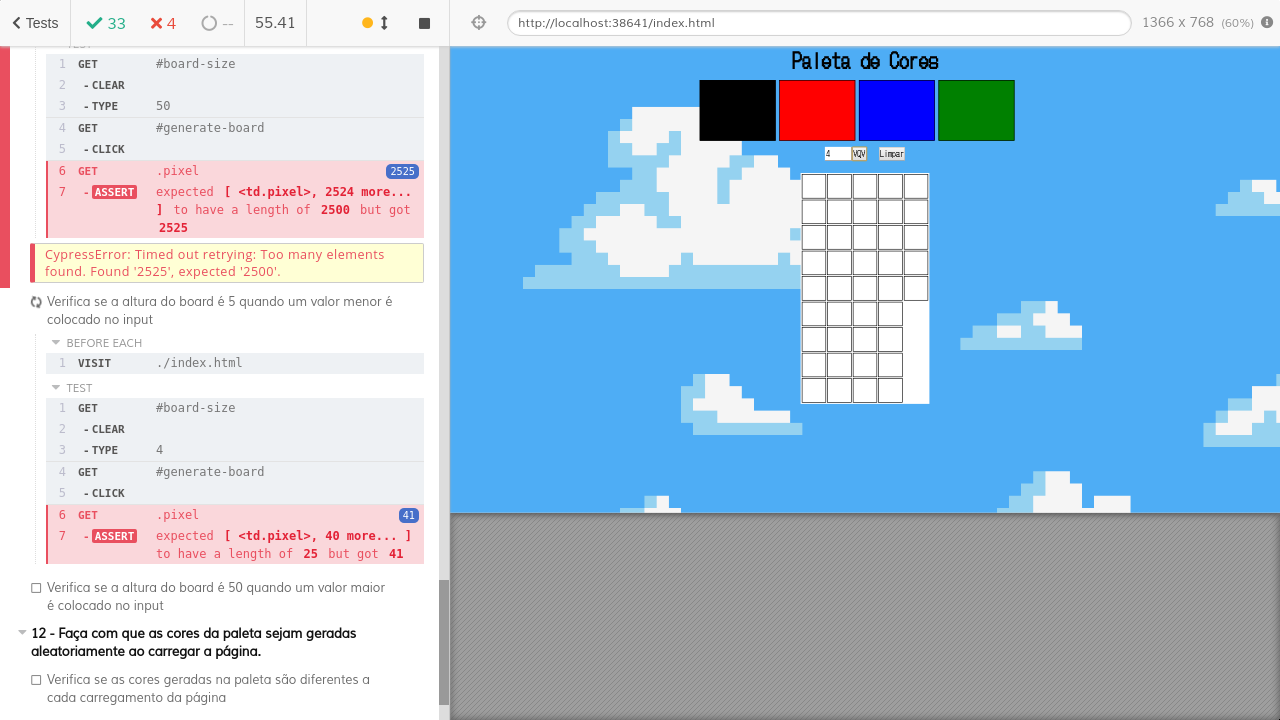 Tests
33
4
--
55.41
http://localhost:38641/index.html
1366 x 768 (60%)
1 GET #board-size
2 - CLEAR
3 - TYPE 50
4 GET #generate-board
5 - CLICK
6 GET .pixel 2525
7 - ASSERT expected [ <td.pixel>, 2524 more...
] to have a length of 2500 but got
2525
CypressError: Timed out retrying: Too many elements
found. Found '2525', expected '2500'.
Verifica se a altura do board é 5 quando um valor menor é
colocado no input
BEFORE EACH
1 VISIT ./index.html
TEST
1 GET #board-size
2 - CLEAR
3 - TYPE 4
4 GET #generate-board
5 - CLICK
6 GET .pixel 41
7 - ASSERT expected [ <td.pixel>, 40 more... ]
to have a length of 25 but got 41
Verifica se a altura do board é 50 quando um valor maior
é colocado no input
12 - Faça com que as cores da paleta sejam geradas
aleatoriamente ao carregar a página.
Verifica se as cores geradas na paleta são diferentes a
cada carregamento da página
Paleta de Cores
4 VQV Limpar